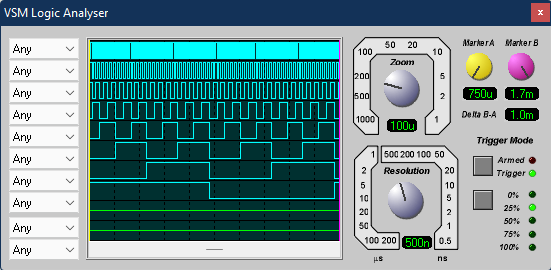 VSM Logic Analyser
x
Any
Any
Any
Any
Any
Any
Any
Any
Any
Any
100 50 20
200 10
500 5
1000 2
1
Zoom
100u
1 500 200 100 50
2 20
5 10
10 5
20 2
50 1
100 200 0.5
µs ns
Resolution
500n
Marker A Marker B
750u 1.7m
Delta B-A 1.0m
Trigger Mode
Armed
Trigger
0%
25%
50%
75%
100%